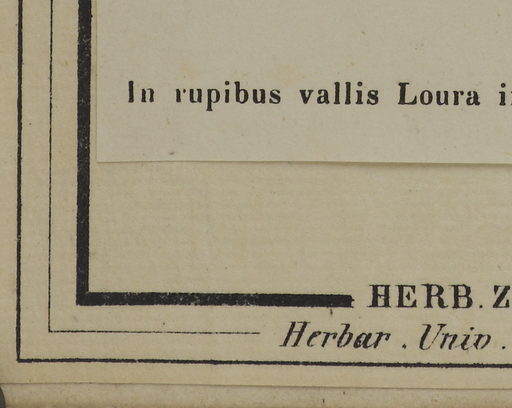 In rupibus vallis Loura
HERB. Z
Herbar. Univ.